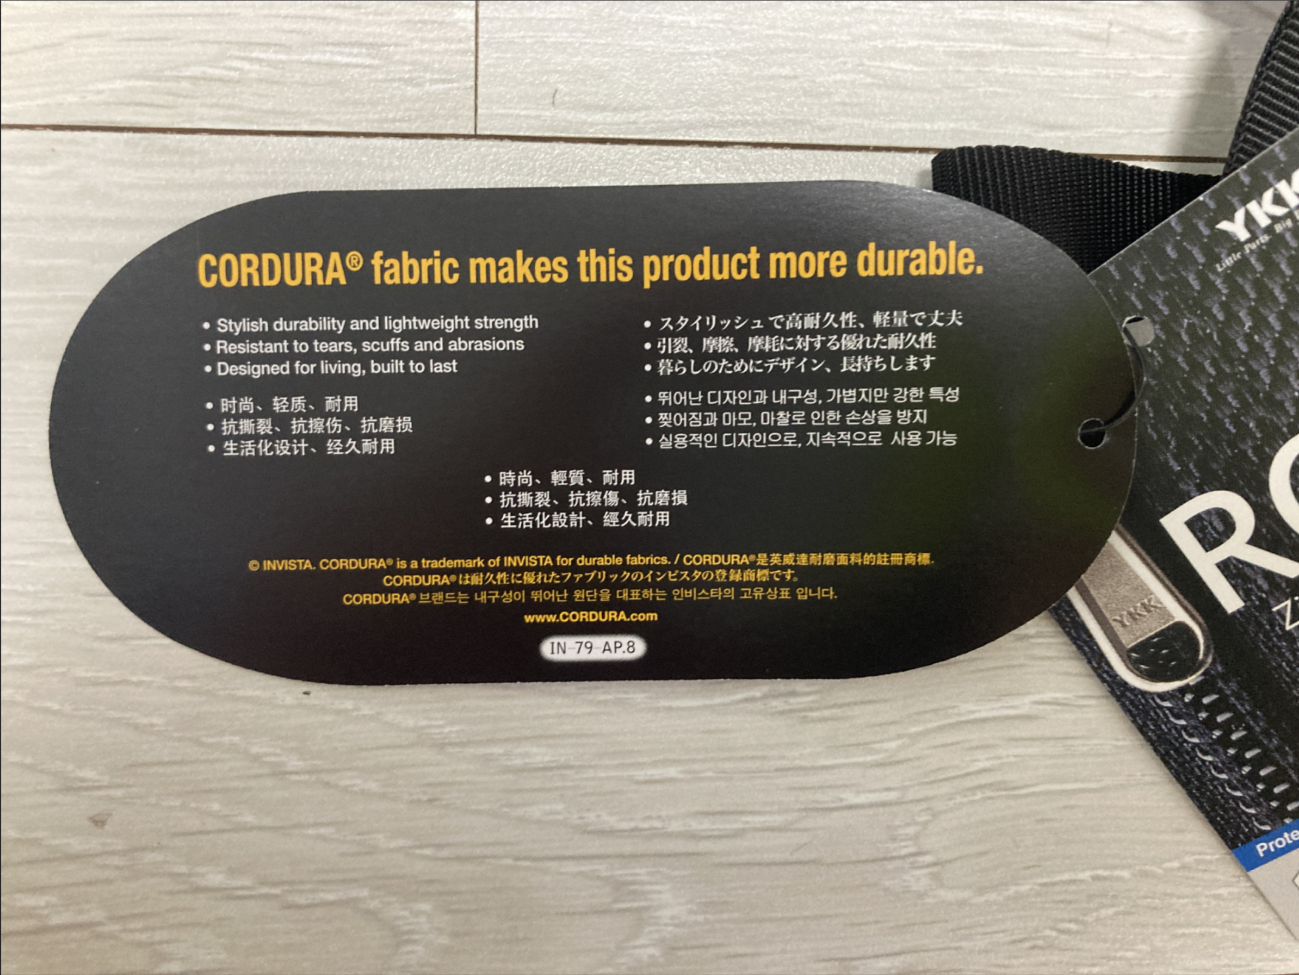 CORDURA® fabric makes this product more durable.
• Stylish durability and lightweight strength
• Resistant to tears, scuffs and abrasions
• Designed for living, built to last
• スタイリッシュで高耐久性、軽量で丈夫
• 引裂、摩擦、摩耗に対する優れた耐久性
• 暮らしのためにデザイン、長持ちします
• 时尚、轻质、耐用
• 抗撕裂、抗擦伤、抗磨损
• 生活化设计、经久耐用
• 뛰어난 디자인과 내구성, 가볍지만 강한 특성
• 찢어짐과 마모, 마찰로 인한 손상을 방지
• 실용적인 디자인으로, 지속적으로 사용 가능
• 時尚、輕質、耐用
• 抗撕裂、抗擦傷、抗磨損
• 生活化設計、經久耐用
© INVISTA. CORDURA® is a trademark of INVISTA for durable fabrics. / CORDURA®是英威達耐磨面料的註冊商標.
CORDURA®は耐久性に優れたファブリックのインビスタの登録商標です。
CORDURA® 브랜드는 내구성이 뛰어난 원단을 대표하는 인비스타의 고유상표 입니다.
www.CORDURA.com
IN-79-AP.8
YKK
Little Parts. Big
YKK